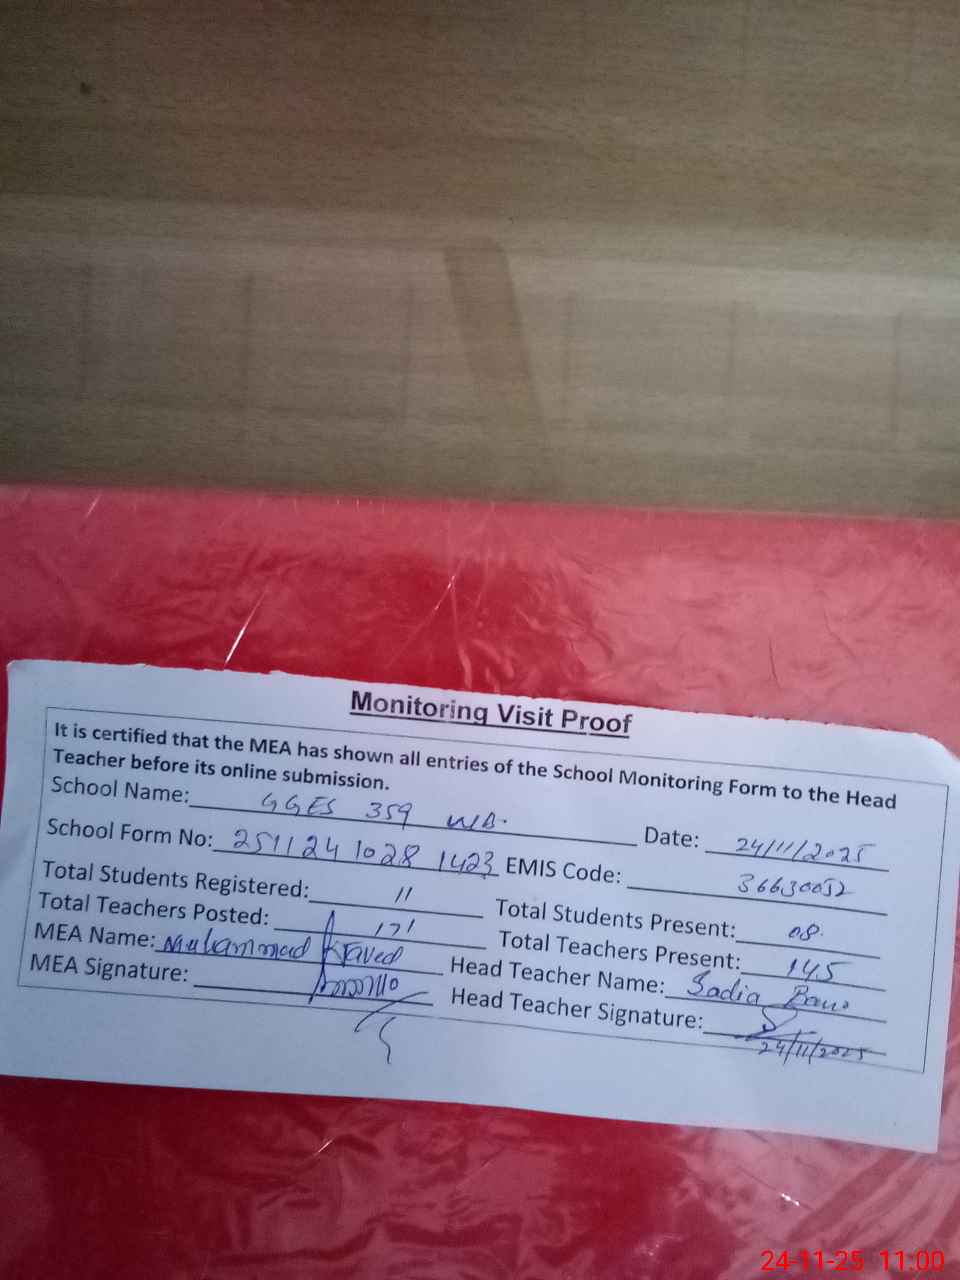 Monitoring Visit Proof
It is certified that the MEA has shown all entries of the School Monitoring Form to the Head
Teacher before its online submission.
School Name: GGES 359 WB. Date: 24/11/2025
School Form No: 251124 1028 1423 EMIS Code: 36630052
Total Students Registered: 11 Total Students Present: 08
Total Teachers Posted: 171 Total Teachers Present: 145
MEA Name: Muhammad Javed Head Teacher Name: Sadia Bano
MEA Signature: Head Teacher Signature:
24/11/2025
24-11-25 11:00